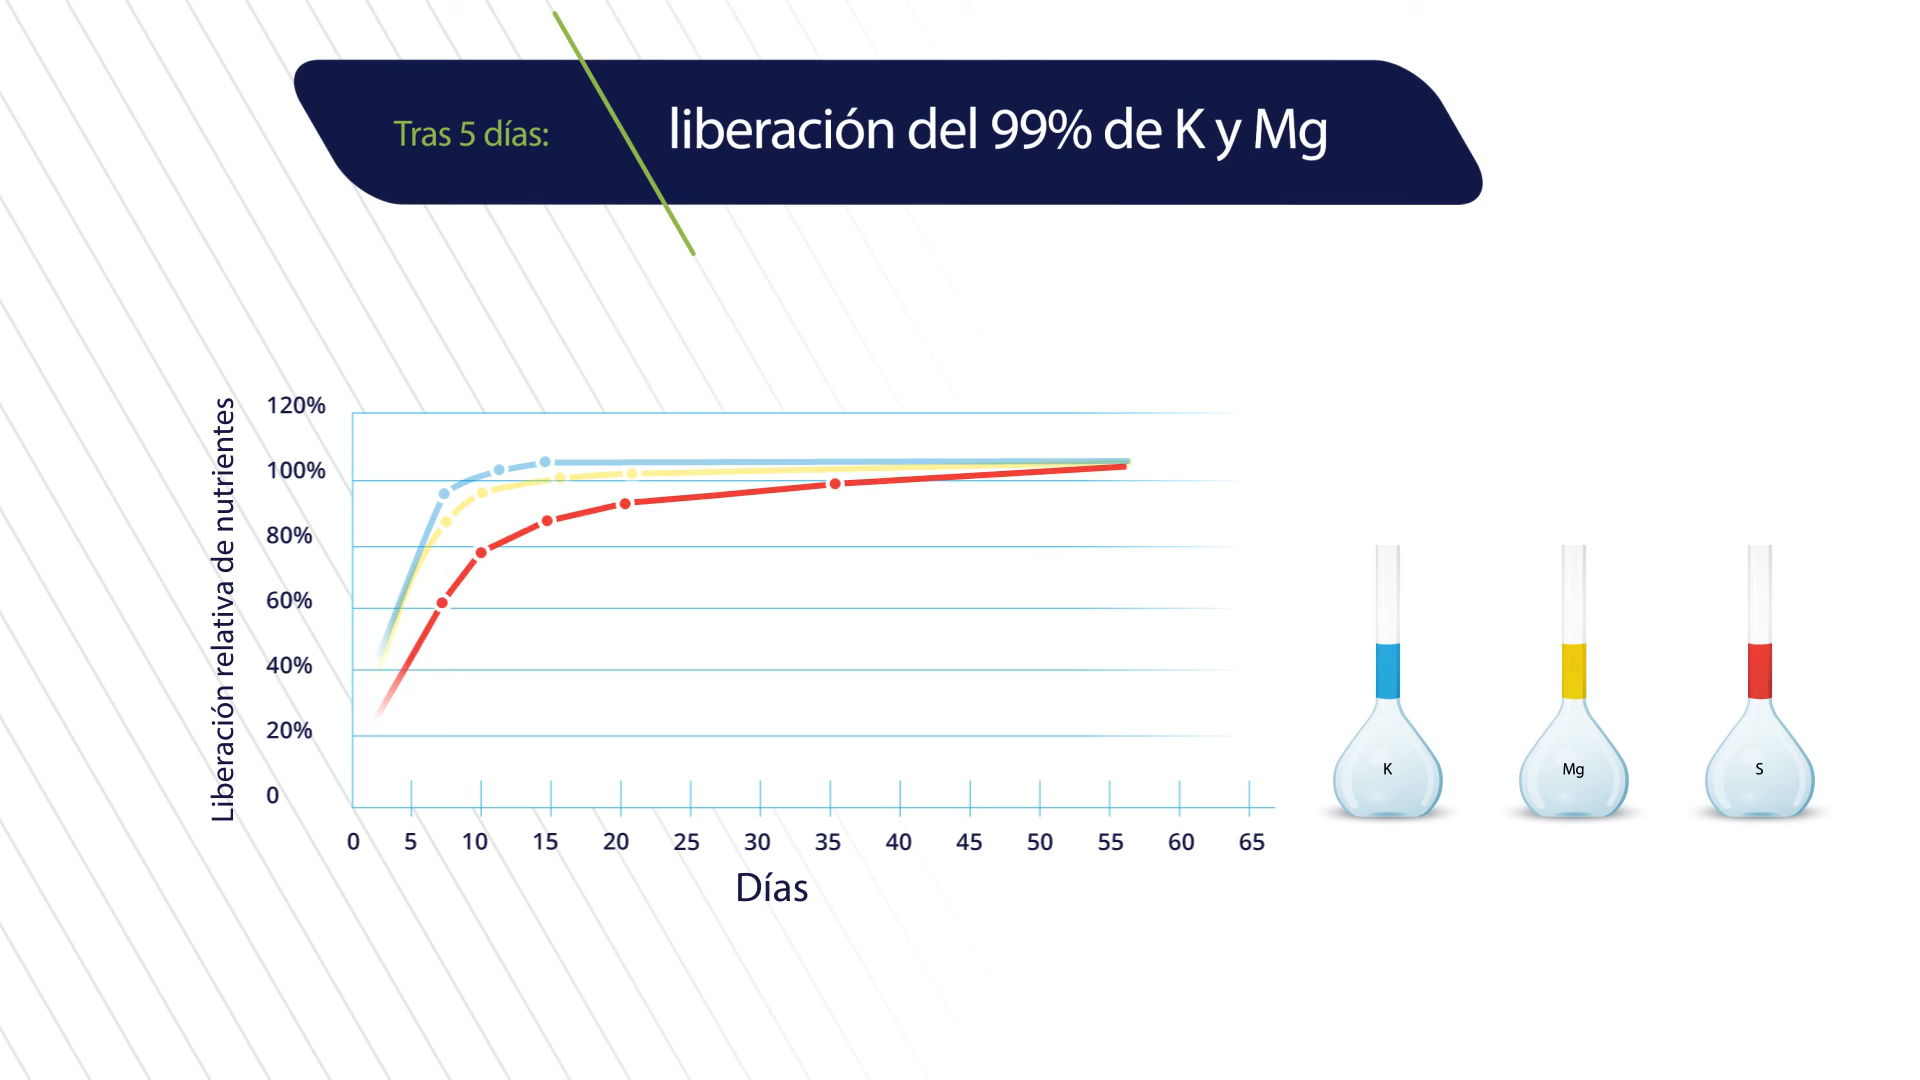 Tras 5 días:
liberación del 99% de K y Mg
Liberación relativa de nutrientes
120%
100%
80%
60%
40%
20%
0
0 5 10 15 20 25 30 35 40 45 50 55 60 65
Días
K
Mg
S